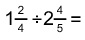 1 2/4 ÷ 2 4/5 =